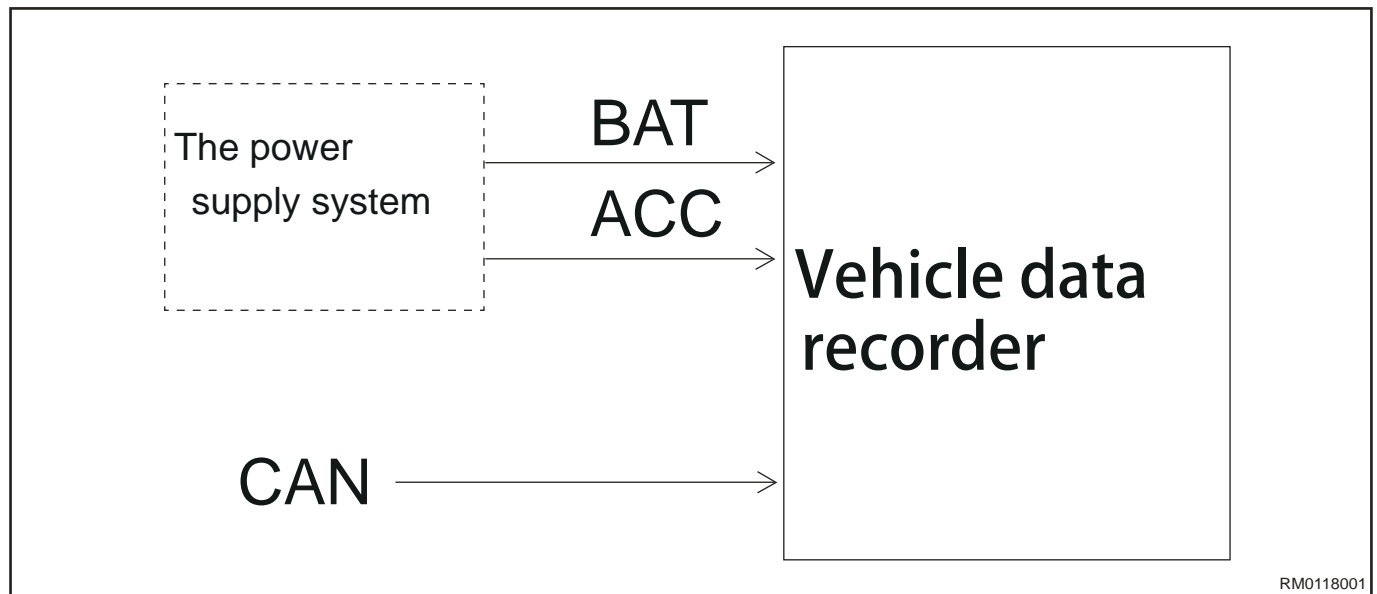 The power
supply system
BAT
ACC
CAN
Vehicle data
recorder
RM0118001